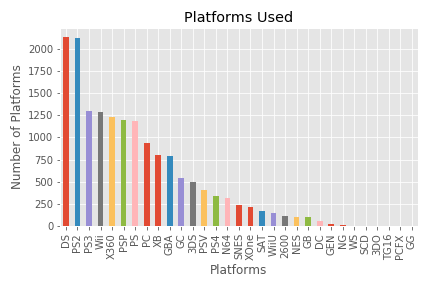 Platforms Used
Number of Platforms
2000
1750
1500
1250
1000
750
500
250
0
DS PS2 PS3 Wii X360 PSP PS PC XB GBA GC 3DS PSV PS4 N64 SNES XOne SAT WiiU 2600 NES GB DC GEN NG WS SCD 3DO TG16 PCFX GG
Platforms